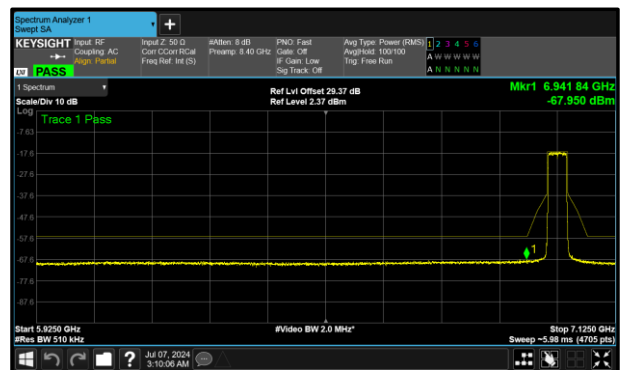 Spectrum Analyzer 1
Swept SA
+
KEYSIGHT Input: RF Input Z: 50 Ω #Atten: 8 dB PNO: Fast Avg Type: Power (RMS) 1 2 3 4 5 6
Coupling: AC Corr CCorr RCal Preamp: 8.40 GHz Gate: Off Avg|Hold: 100/100 A W W W W W
Align: Partial Freq Ref: Int (S) IF Gain: Low Trig: Free Run
LXI PASS Sig Track: Off A N N N N N
1 Spectrum Ref Lvl Offset 29.37 dB Mkr1 6.941 84 GHz
Scale/Div 10 dB Ref Level 2.37 dBm -67.950 dBm
Log
Trace 1 Pass
-7.63
-17.6
-27.6
-37.6
-47.6
-57.6
1
-67.6
-77.6
-87.6
Start 5.9250 GHz #Video BW 2.0 MHz* Stop 7.1250 GHz
#Res BW 510 kHz Sweep ~5.98 ms (4705 pts)
? Jul 07, 2024
3:10:06 AM